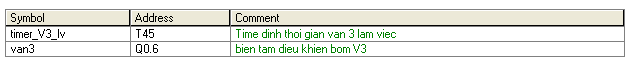 Symbol Address Comment
timer_V3_lv T45 Time dinh thoi gian van 3 lam viec
van3 Q0.6 bien tam dieu khien bom V3